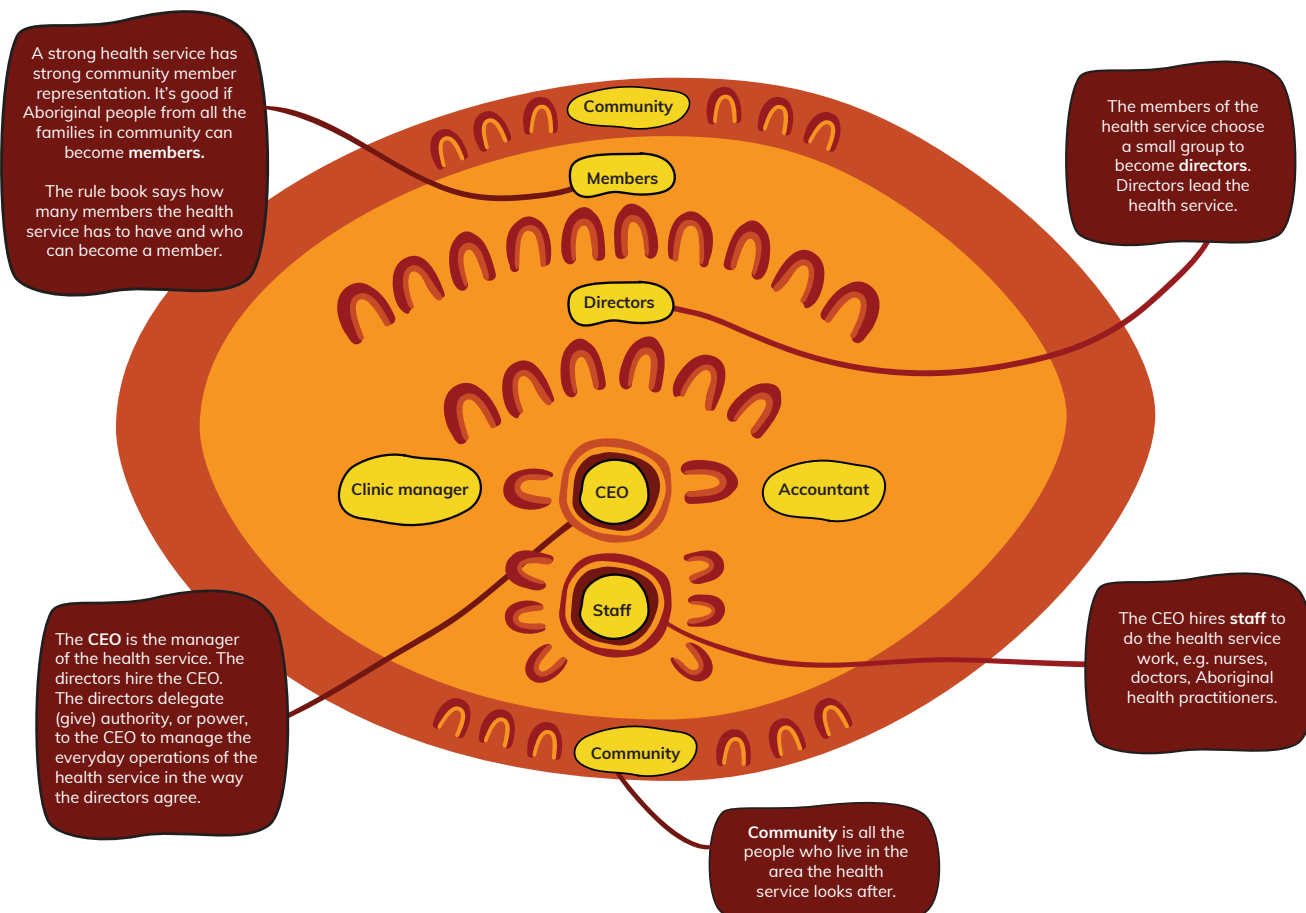 A strong health service has
strong community member
representation. It’s good if
Aboriginal people from all the
families in community can
become members.
The rule book says how
many members the health
service has to have and who
can become a member.
Community
Members
The members of the
health service choose
a small group to
become directors.
Directors lead the
health service.
Directors
Clinic manager
CEO
Accountant
Staff
The CEO is the manager
of the health service. The
directors hire the CEO.
The directors delegate
(give) authority, or power,
to the CEO to manage the
everyday operations of the
health service in the way
the directors agree.
The CEO hires staff to
do the health service
work, e.g. nurses,
doctors, Aboriginal
health practitioners.
Community
Community is all the
people who live in the
area the health
service looks after.